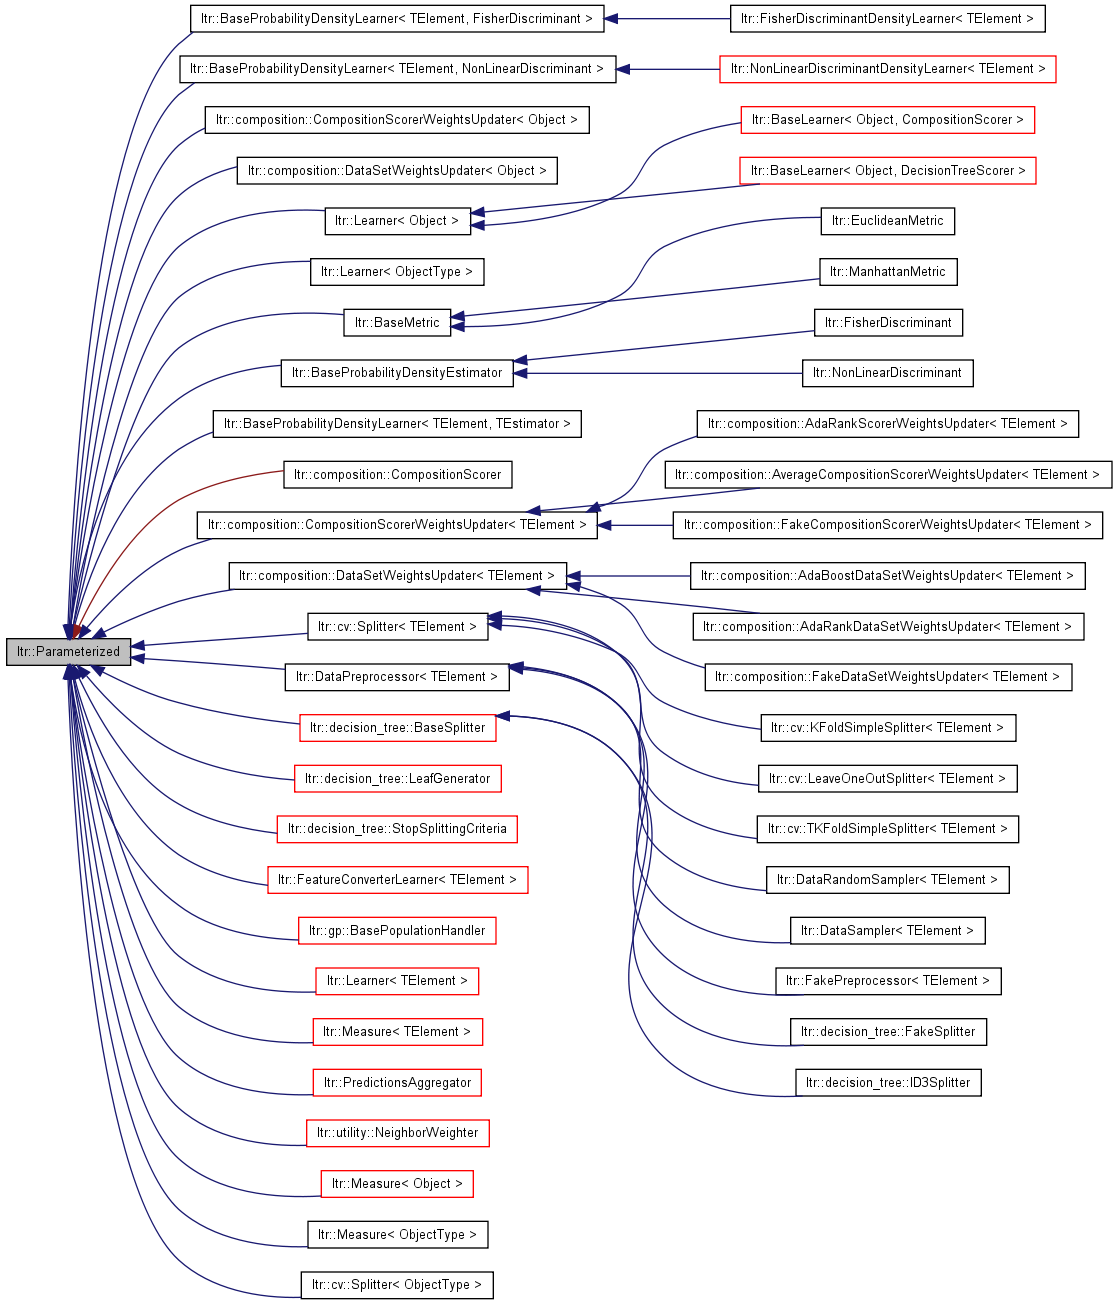 ltr::BaseProbabilityDensityLearner< TElement, FisherDiscriminant >
ltr::FisherDiscriminantDensityLearner< TElement >
ltr::BaseProbabilityDensityLearner< TElement, NonLinearDiscriminant >
ltr::NonLinearDiscriminantDensityLearner< TElement >
ltr::composition::CompositionScorerWeightsUpdater< Object >
ltr::BaseLearner< Object, CompositionScorer >
ltr::composition::DataSetWeightsUpdater< Object >
ltr::BaseLearner< Object, DecisionTreeScorer >
ltr::Learner< Object >
ltr::EuclideanMetric
ltr::Learner< ObjectType >
ltr::ManhattanMetric
ltr::BaseMetric
ltr::FisherDiscriminant
ltr::BaseProbabilityDensityEstimator
ltr::NonLinearDiscriminant
ltr::BaseProbabilityDensityLearner< TElement, TEstimator >
ltr::composition::AdaRankScorerWeightsUpdater< TElement >
ltr::composition::CompositionScorer
ltr::composition::AverageCompositionScorerWeightsUpdater< TElement >
ltr::composition::CompositionScorerWeightsUpdater< TElement >
ltr::composition::FakeCompositionScorerWeightsUpdater< TElement >
ltr::composition::DataSetWeightsUpdater< TElement >
ltr::composition::AdaBoostDataSetWeightsUpdater< TElement >
ltr::cv::Splitter< TElement >
ltr::composition::AdaRankDataSetWeightsUpdater< TElement >
ltr::Parameterized
ltr::DataPreprocessor< TElement >
ltr::composition::FakeDataSetWeightsUpdater< TElement >
ltr::decision_tree::BaseSplitter
ltr::cv::KFoldSimpleSplitter< TElement >
ltr::decision_tree::LeafGenerator
ltr::cv::LeaveOneOutSplitter< TElement >
ltr::decision_tree::StopSplittingCriteria
ltr::cv::TKFoldSimpleSplitter< TElement >
ltr::FeatureConverterLearner< TElement >
ltr::DataRandomSampler< TElement >
ltr::gp::BasePopulationHandler
ltr::DataSampler< TElement >
ltr::Learner< TElement >
ltr::FakePreprocessor< TElement >
ltr::Measure< TElement >
ltr::decision_tree::FakeSplitter
ltr::PredictionsAggregator
ltr::decision_tree::ID3Splitter
ltr::utility::NeighborWeighter
ltr::Measure< Object >
ltr::Measure< ObjectType >
ltr::cv::Splitter< ObjectType >